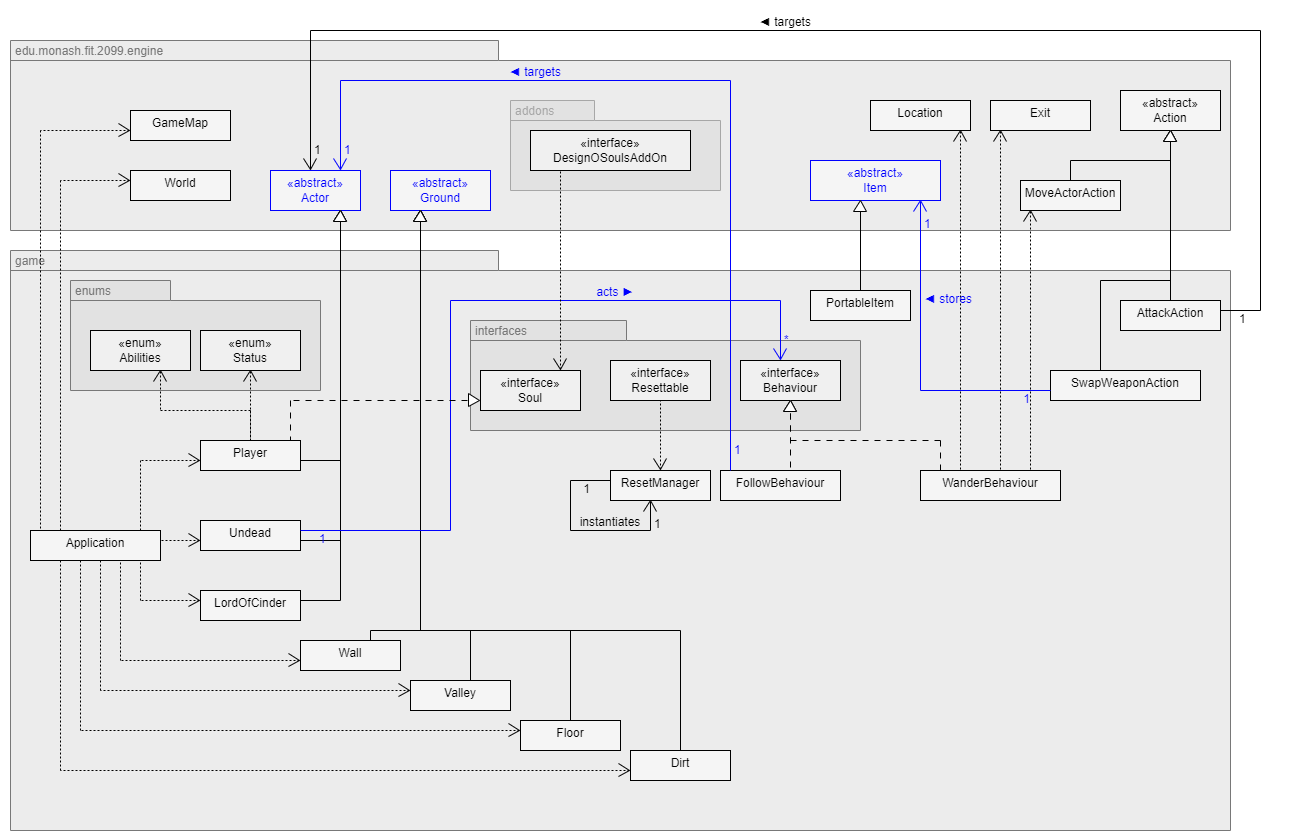 ◄ targets
edu.monash.fit.2099.engine
◄ targets
addons
GameMap
«interface»
DesignOSoulsAddOn
Location
Exit
«abstract»
Action
1
1
World
«abstract»
Actor
«abstract»
Ground
«abstract»
Item
MoveActorAction
1
game
enums
acts ►
PortableItem
◄ stores
AttackAction
1
interfaces
*
«enum»
Abilities
«enum»
Status
«interface»
Soul
«interface»
Resettable
«interface»
Behaviour
SwapWeaponAction
1
Player
1
ResetManager
FollowBehaviour
WanderBehaviour
1
instantiates
1
Application
Undead
1
LordOfCinder
Wall
Valley
Floor
Dirt